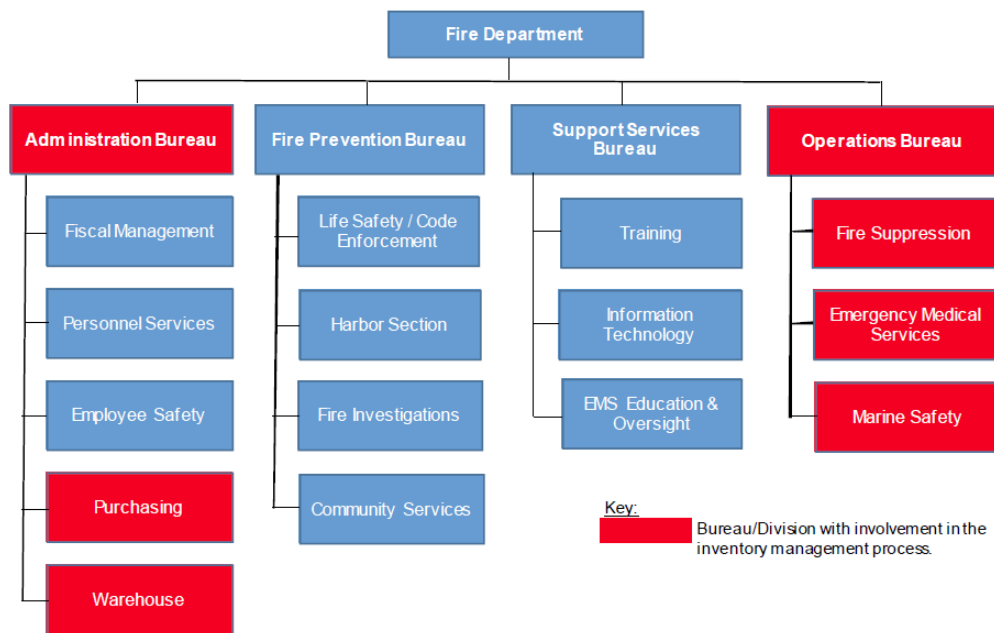 Fire Department
Administration Bureau
Fire Prevention Bureau
Support Services
Bureau
Operations Bureau
Fiscal Management
Personnel Services
Employee Safety
Purchasing
Warehouse
Life Safety / Code
Enforcement
Harbor Section
Fire Investigations
Community Services
Training
Information
Technology
EMS Education &
Oversight
Fire Suppression
Emergency Medical
Services
Marine Safety
Key:
Bureau/Division with involvement in the
inventory management process.